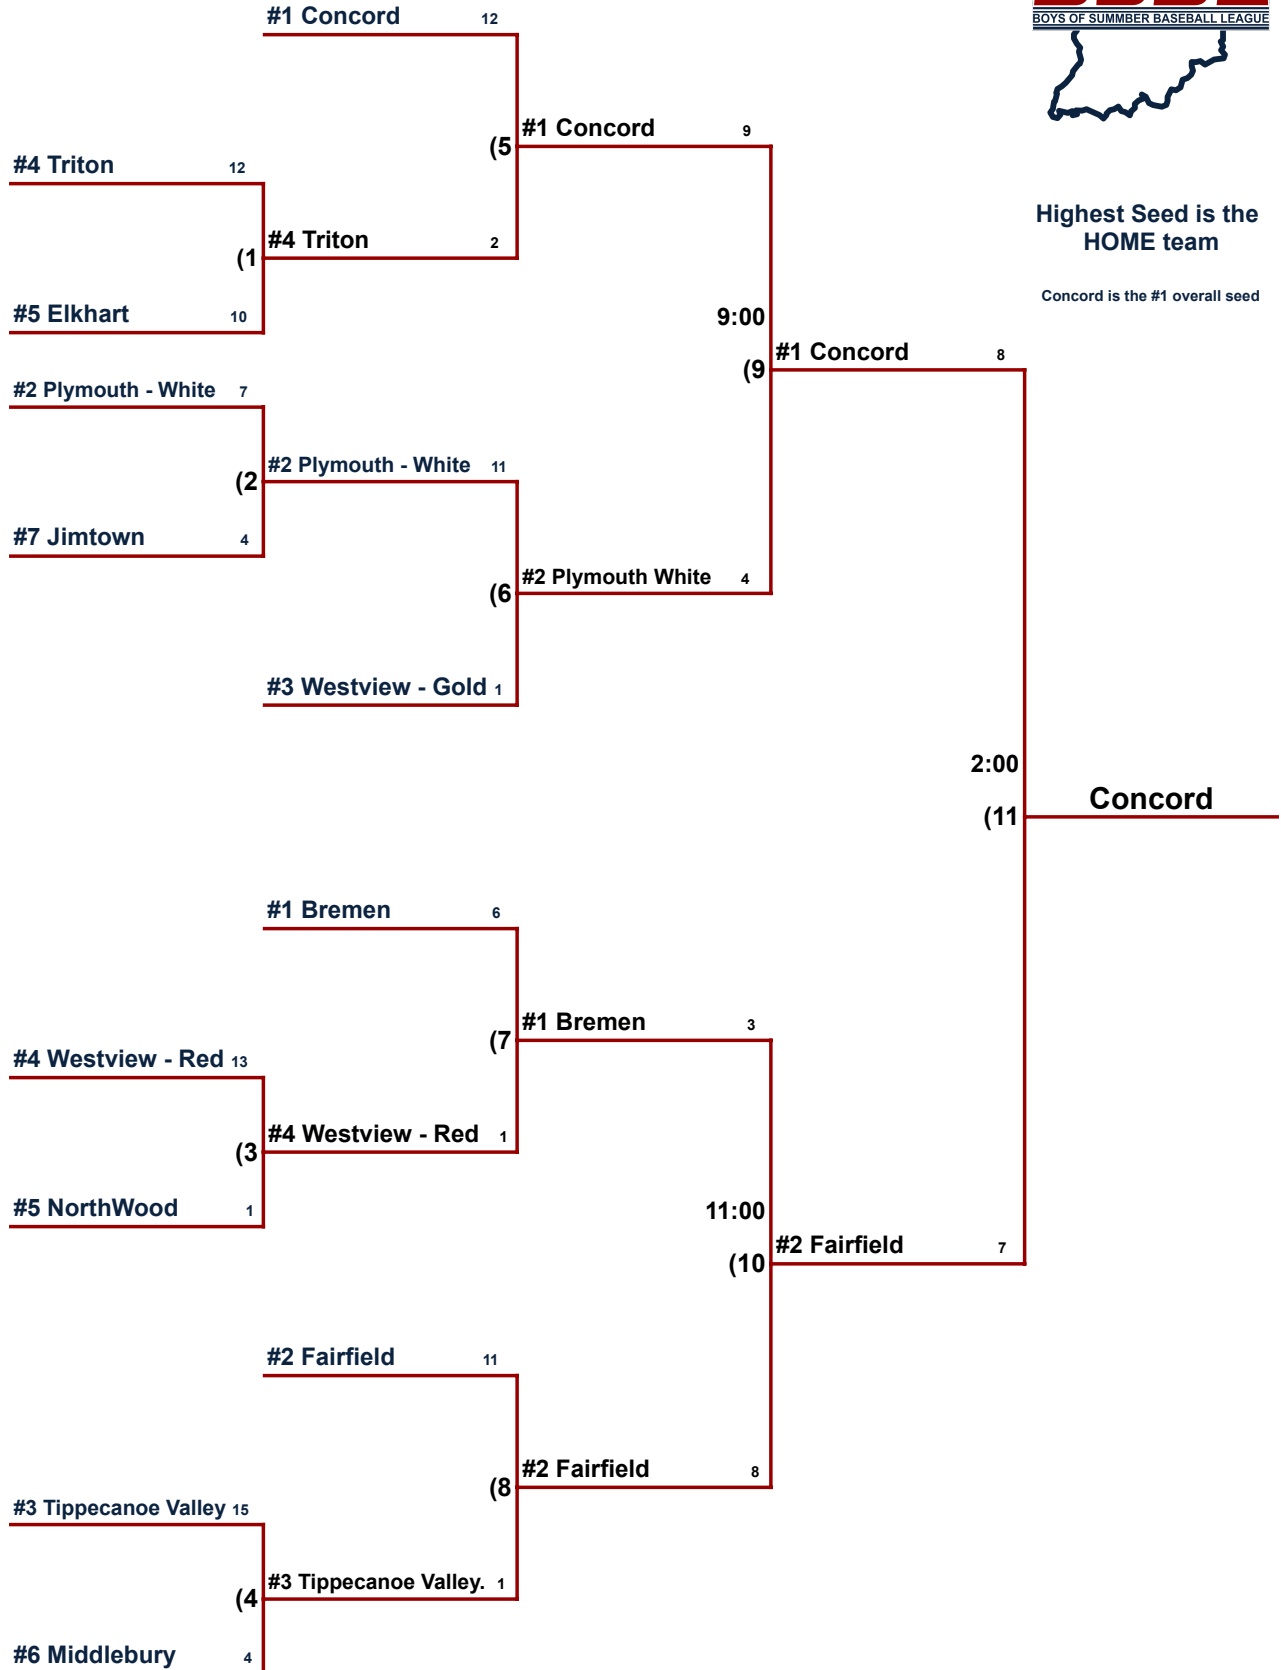 #1 Concord 12
BOYS OF SUMMBER BASEBALL LEAGUE
#1 Concord 9
(5
#4 Triton 12
Highest Seed is the
HOME team
#4 Triton 2
(1
Concord is the #1 overall seed
#5 Elkhart 10
9:00
#1 Concord 8
(9
#2 Plymouth - White 7
#2 Plymouth - White 11
(2
#7 Jimtown 4
#2 Plymouth White 4
(6
#3 Westview - Gold 1
2:00
Concord
(11
#1 Bremen 6
#1 Bremen 3
(7
#4 Westview - Red 13
#4 Westview - Red 1
(3
#5 NorthWood 1
11:00
#2 Fairfield 7
(10
#2 Fairfield 11
#2 Fairfield 8
(8
#3 Tippecanoe Valley 15
#3 Tippecanoe Valley. 1
(4
#6 Middlebury 4